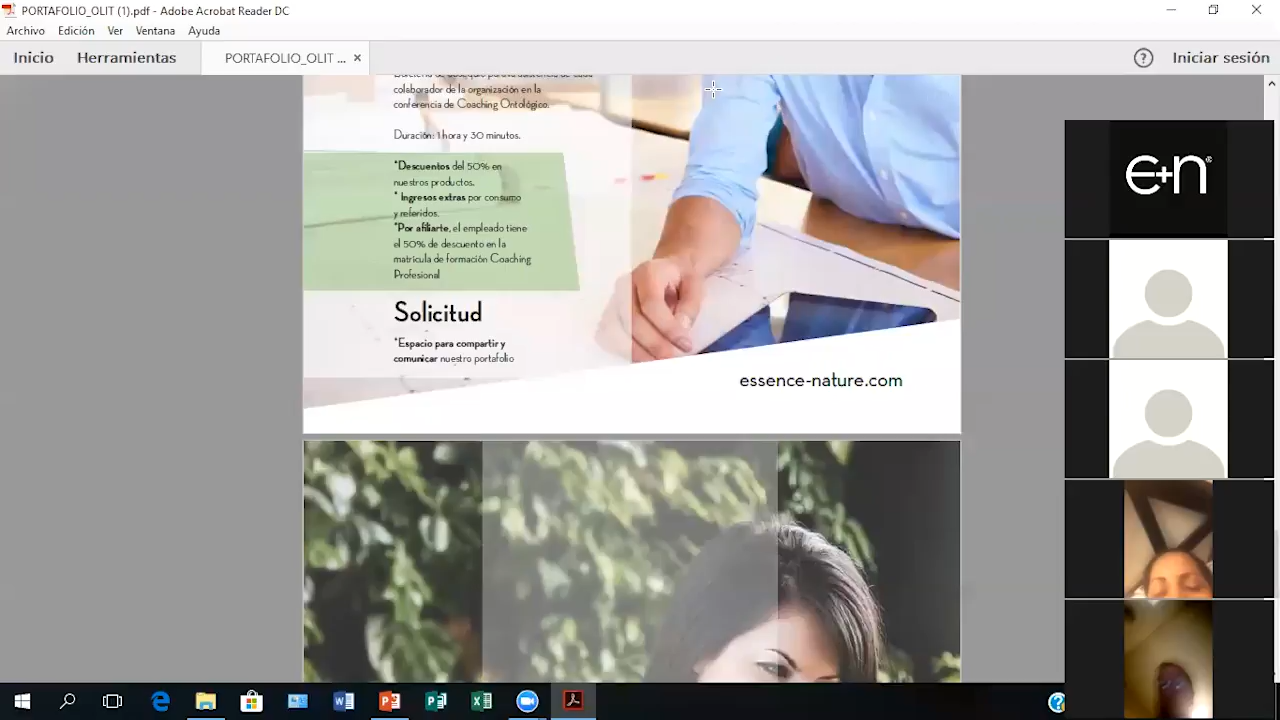 PORTAFOLIO_OLIT (1).pdf - Adobe Acrobat Reader DC
Archivo Edición Ver Ventana Ayuda
Inicio Herramientas PORTAFOLIO_OLIT ... × ? Iniciar sesión
colaborador de la organización en la
conferencia de Coaching Ontológico.
Duración: 1 hora y 30 minutos.
*Descuentos del 50% en
nuestros productos.
* Ingresos extras por consumo
y referidos.
*Por afiliarte, el empleado tiene
el 50% de descuento en la
matrícula de formación Coaching
Profesional
Solicitud
*Espacio para compartir y
comunicar nuestro portafolio
essence-nature.com
e+n®